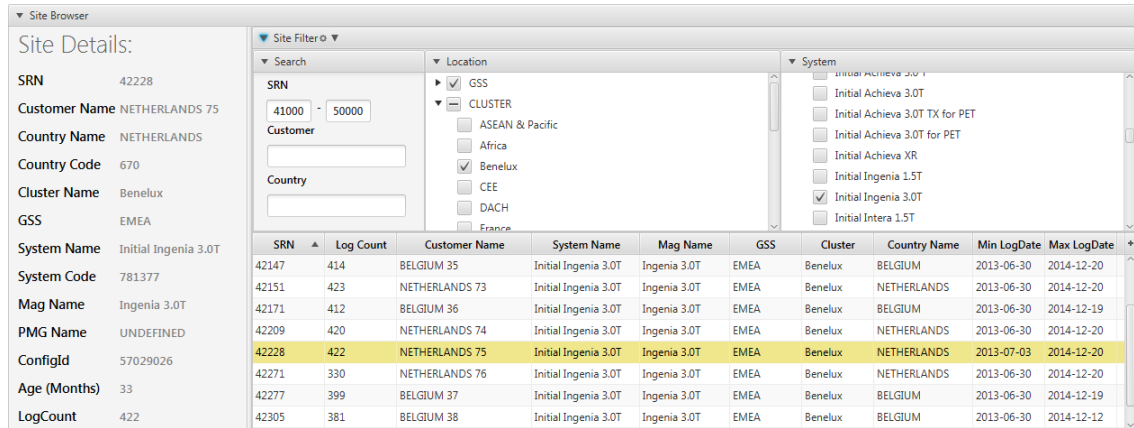 Site Browser
Site Details:
SRN 42228
Customer Name NETHERLANDS 75
Country Name NETHERLANDS
Country Code 670
Cluster Name Benelux
GSS EMEA
System Name Initial Ingenia 3.0T
System Code 781377
Mag Name Ingenia 3.0T
PMG Name UNDEFINED
ConfigId 57029026
Age (Months) 33
LogCount 422
Site Filter
Search
SRN
41000 - 50000
Customer
Country
Location
GSS
CLUSTER
ASEAN & Pacific
Africa
Benelux
CEE
DACH
France
System
Initial Achieva 3.0 T
Initial Achieva 3.0T
Initial Achieva 3.0T TX for PET
Initial Achieva 3.0T for PET
Initial Achieva XR
Initial Ingenia 1.5T
Initial Ingenia 3.0T
Initial Intera 1.5T
SRN Log Count Customer Name System Name Mag Name GSS Cluster Country Name Min LogDate Max LogDate +
42147 414 BELGIUM 35 Initial Ingenia 3.0T Ingenia 3.0T EMEA Benelux BELGIUM 2013-06-30 2014-12-20
42151 423 NETHERLANDS 73 Initial Ingenia 3.0T Ingenia 3.0T EMEA Benelux NETHERLANDS 2013-06-30 2014-12-20
42171 412 BELGIUM 36 Initial Ingenia 3.0T Ingenia 3.0T EMEA Benelux BELGIUM 2013-06-30 2014-12-19
42209 420 NETHERLANDS 74 Initial Ingenia 3.0T Ingenia 3.0T EMEA Benelux NETHERLANDS 2013-06-30 2014-12-20
42228 422 NETHERLANDS 75 Initial Ingenia 3.0T Ingenia 3.0T EMEA Benelux NETHERLANDS 2013-07-03 2014-12-20
42271 330 NETHERLANDS 76 Initial Ingenia 3.0T Ingenia 3.0T EMEA Benelux NETHERLANDS 2013-06-30 2014-12-20
42277 399 BELGIUM 37 Initial Ingenia 3.0T Ingenia 3.0T EMEA Benelux BELGIUM 2013-06-30 2014-12-19
42305 381 BELGIUM 38 Initial Ingenia 3.0T Ingenia 3.0T EMEA Benelux BELGIUM 2013-06-30 2014-12-12